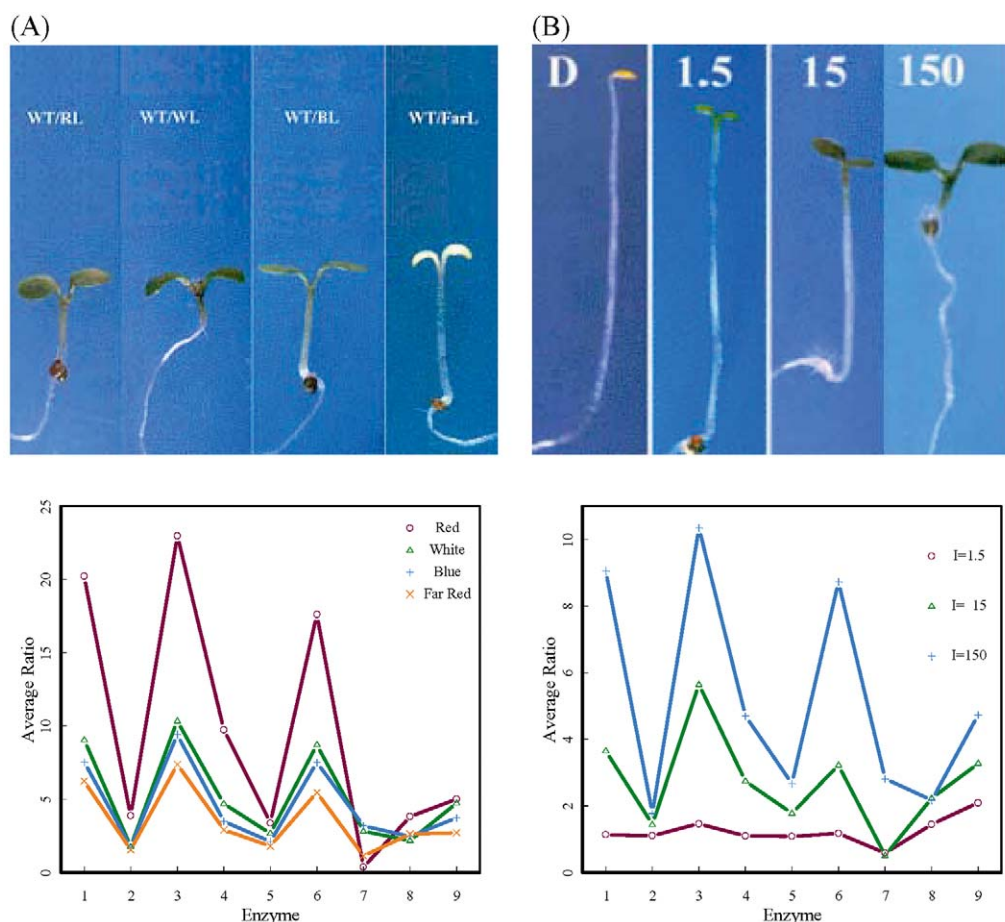 (A)
(B)
WT/RL
WT/WL
WT/BL
WT/FarL
D
1.5
15
150
25
20
15
10
5
0
Average Ratio
1 2 3 4 5 6 7 8 9
Enzyme
Red
White
Blue
Far Red
10
8
6
4
2
0
Average Ratio
1 2 3 4 5 6 7 8 9
Enzyme
I=1.5
I= 15
I=150